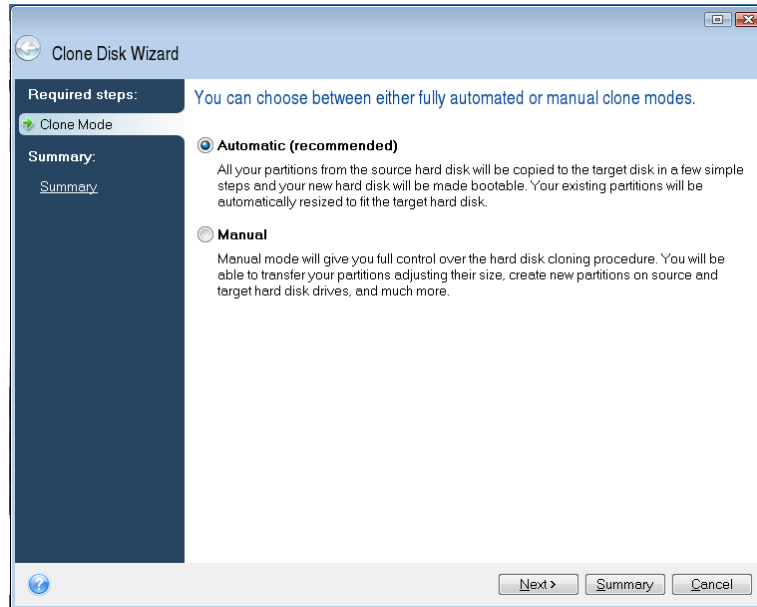 Clone Disk Wizard
Required steps:
Clone Mode
Summary:
Summary
You can choose between either fully automated or manual clone modes.
Automatic (recommended)
All your partitions from the source hard disk will be copied to the target disk in a few simple
steps and your new hard disk will be made bootable. Your existing partitions will be
automatically resized to fit the target hard disk.
Manual
Manual mode will give you full control over the hard disk cloning procedure. You will be
able to transfer your partitions adjusting their size, create new partitions on source and
target hard disk drives, and much more.
Next >
Summary
Cancel